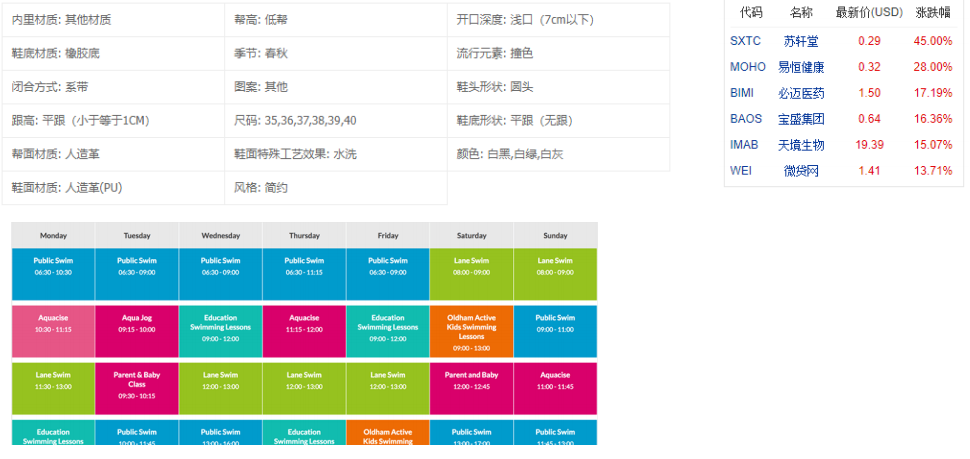 内里材质: 其他材质 帮高: 低帮 开口深度: 浅口（7cm以下）
鞋底材质: 橡胶底 季节: 春秋 流行元素: 撞色
闭合方式: 系带 图案: 其他 鞋头形状: 圆头
跟高: 平跟（小于等于1CM） 尺码: 35,36,37,38,39,40 鞋底形状: 平跟（无跟）
帮面材质: 人造革 鞋面特殊工艺效果: 水洗 颜色: 白黑,白绿,白灰
鞋面材质: 人造革(PU) 风格: 简约
代码 名称 最新价(USD) 涨跌幅
SXTC 苏轩堂 0.29 45.00%
MOHO 易恒健康 0.32 28.00%
BIMI 必迈医药 1.50 17.19%
BAOS 宝盛集团 0.64 16.36%
IMAB 天境生物 19.39 15.07%
WEI 微贷网 1.41 13.71%
Monday Tuesday Wednesday Thursday Friday Saturday Sunday
Public Swim Public Swim Public Swim Public Swim Public Swim Lane Swim Lane Swim
06:30 - 10:30 06:30 - 09:00 06:30 - 09:00 06:30 - 11:15 06:30 - 09:00 08:00 - 09:00 08:00 - 09:00
Aquacise Aqua Jog Education Aquacise Education Oldham Active Public Swim
10:30 - 11:15 09:15 - 10:00 Swimming Lessons 11:15 - 12:00 Swimming Lessons Kids Swimming 09:00 - 11:00
09:00 - 12:00 09:00 - 12:00 Lessons
09:00 - 13:00
Lane Swim Parent & Baby Lane Swim Lane Swim Lane Swim Parent and Baby Aquacise
11:30 - 13:00 Class 12:00 - 13:00 12:00 - 13:00 12:00 - 13:00 12:00 - 12:45 11:00 - 11:45
09:30 - 10:15
Education Public Swim Public Swim Education Oldham Active Public Swim Public Swim
Swimming Lessons 10:00 - 11:45 13:00 - 16:00 Swimming Lessons Kids Swimming 13:00 - 17:00 11:45 - 13:00